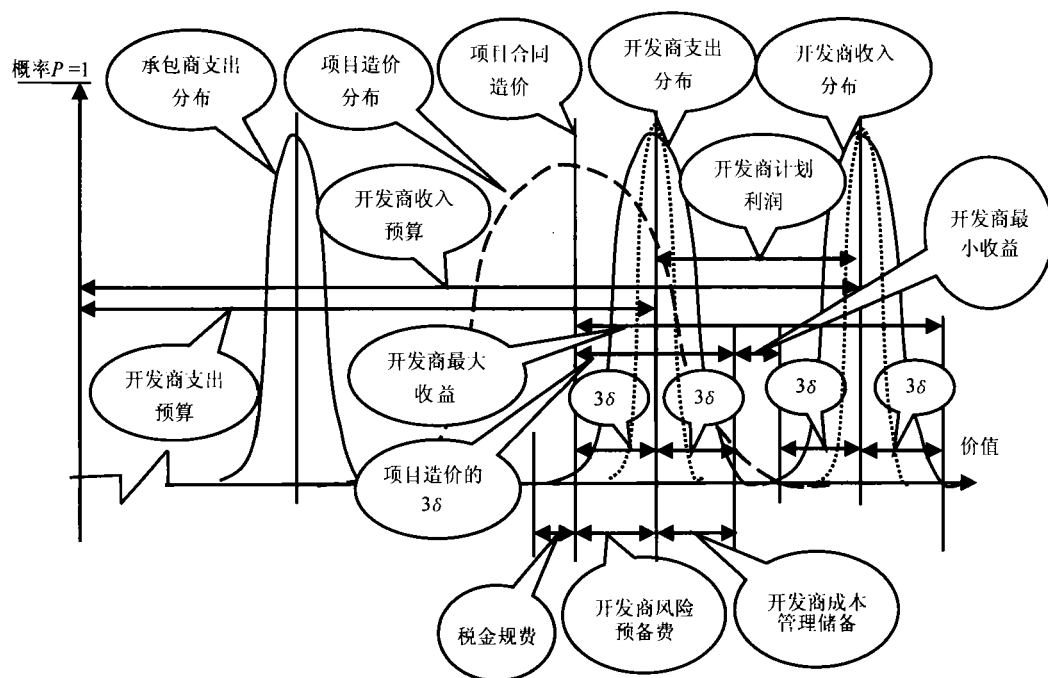 概率P=1
承包商支出
分布
项目造价
分布
项目合同
造价
开发商支出
分布
开发商收入
分布
开发商收入
预算
开发商计划
利润
开发商最
小收益
开发商支出
预算
开发商最大
收益
3δ
3δ
3δ
3δ
价值
项目造价的
3δ
税金规费
开发商风险
预备费
开发商成本
管理储备